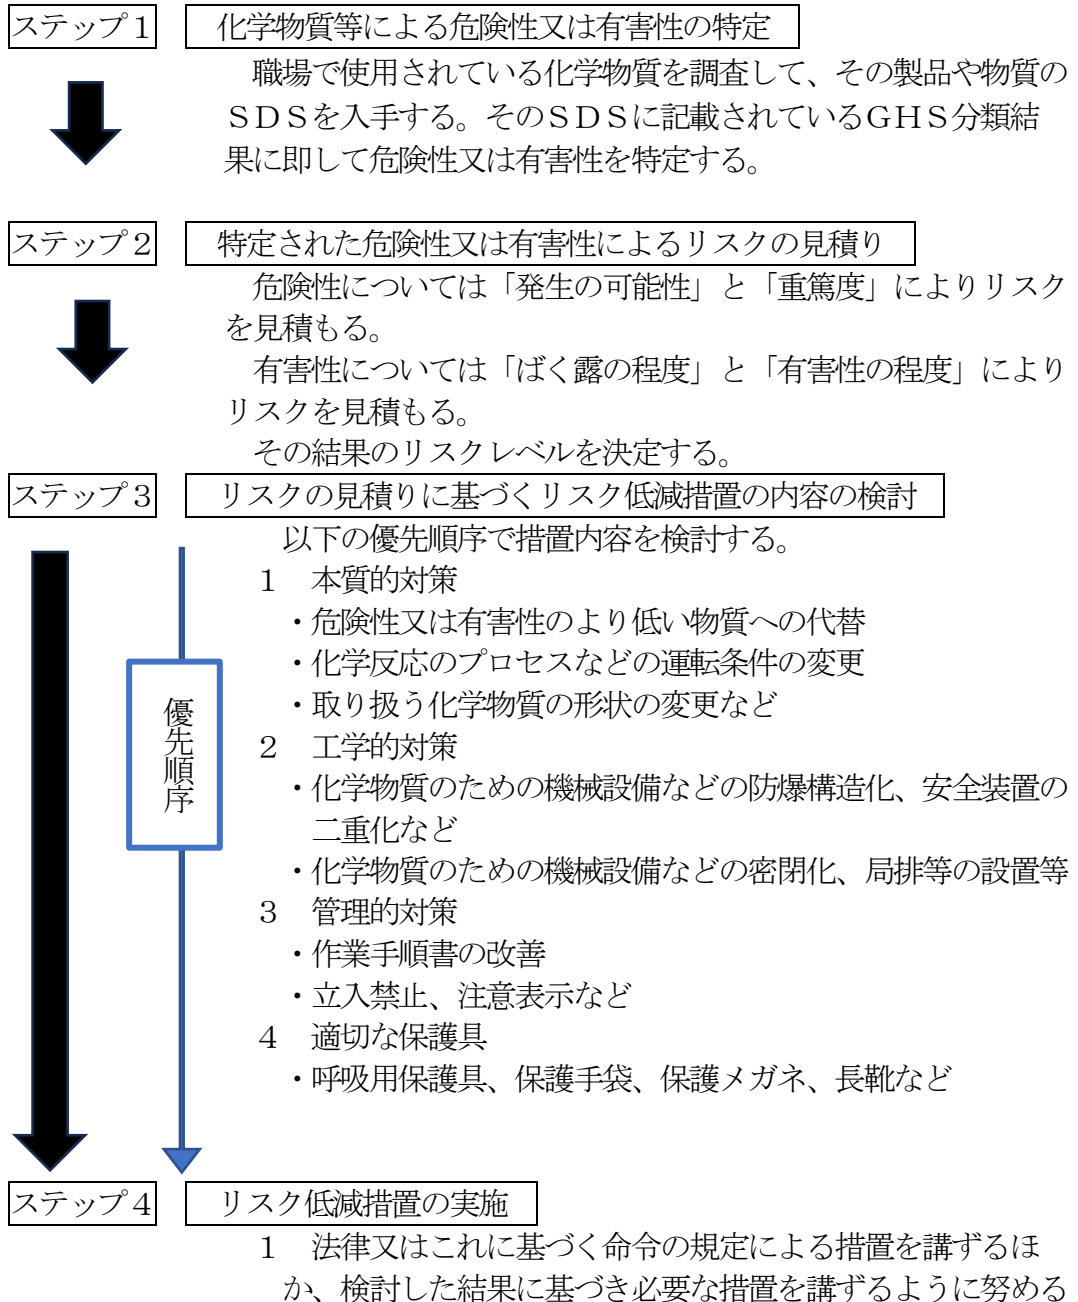 ステップ１　化学物質等による危険性又は有害性の特定
職場で使用されている化学物質を調査して、その製品や物質の
ＳＤＳを入手する。そのＳＤＳに記載されているＧＨＳ分類結
果に即して危険性又は有害性を特定する。
ステップ２　特定された危険性又は有害性によるリスクの見積り
危険性については「発生の可能性」と「重篤度」によりリスク
を見積もる。
有害性については「ばく露の程度」と「有害性の程度」により
リスクを見積もる。
その結果のリスクレベルを決定する。
ステップ３　リスクの見積りに基づくリスク低減措置の内容の検討
以下の優先順序で措置内容を検討する。
優先順序
１　本質的対策
・危険性又は有害性のより低い物質への代替
・化学反応のプロセスなどの運転条件の変更
・取り扱う化学物質の形状の変更など
２　工学的対策
・化学物質のための機械設備などの防爆構造化、安全装置の
二重化など
・化学物質のための機械設備などの密閉化、局排等の設置等
３　管理的対策
・作業手順書の改善
・立入禁止、注意表示など
４　適切な保護具
・呼吸用保護具、保護手袋、保護メガネ、長靴など
ステップ４　リスク低減措置の実施
１　法律又はこれに基づく命令の規定による措置を講ずるほ
か、検討した結果に基づき必要な措置を講ずるように努める